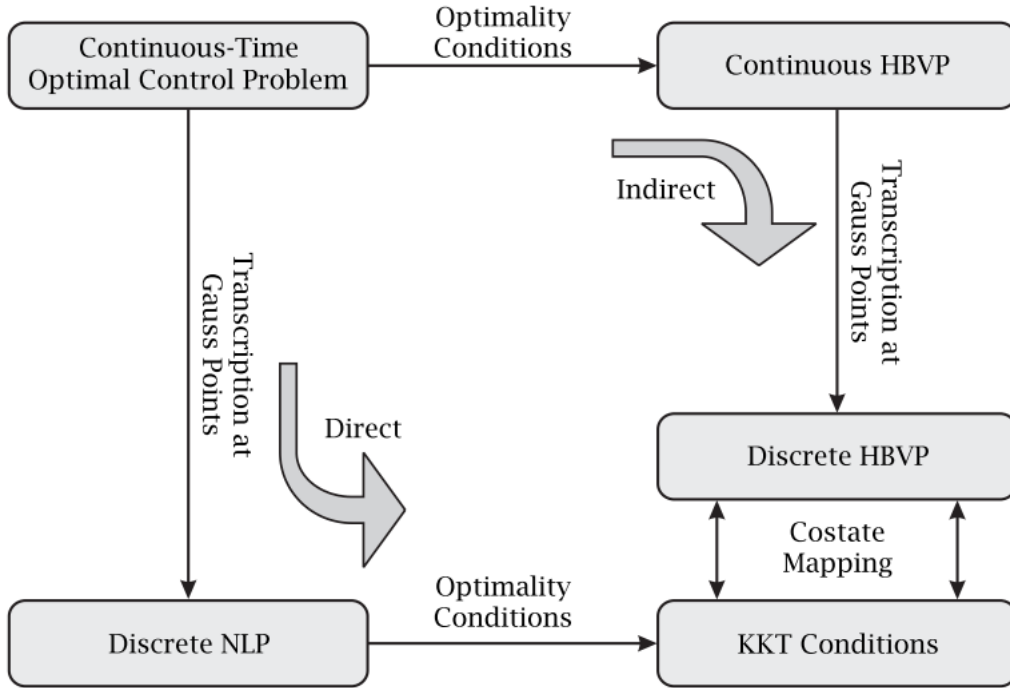 Optimality
Conditions
Continuous-Time
Optimal Control Problem
Continuous HBVP
Indirect
Transcription at
Gauss Points
Transcription at
Gauss Points
Direct
Discrete HBVP
Costate
Mapping
Optimality
Conditions
Discrete NLP
KKT Conditions